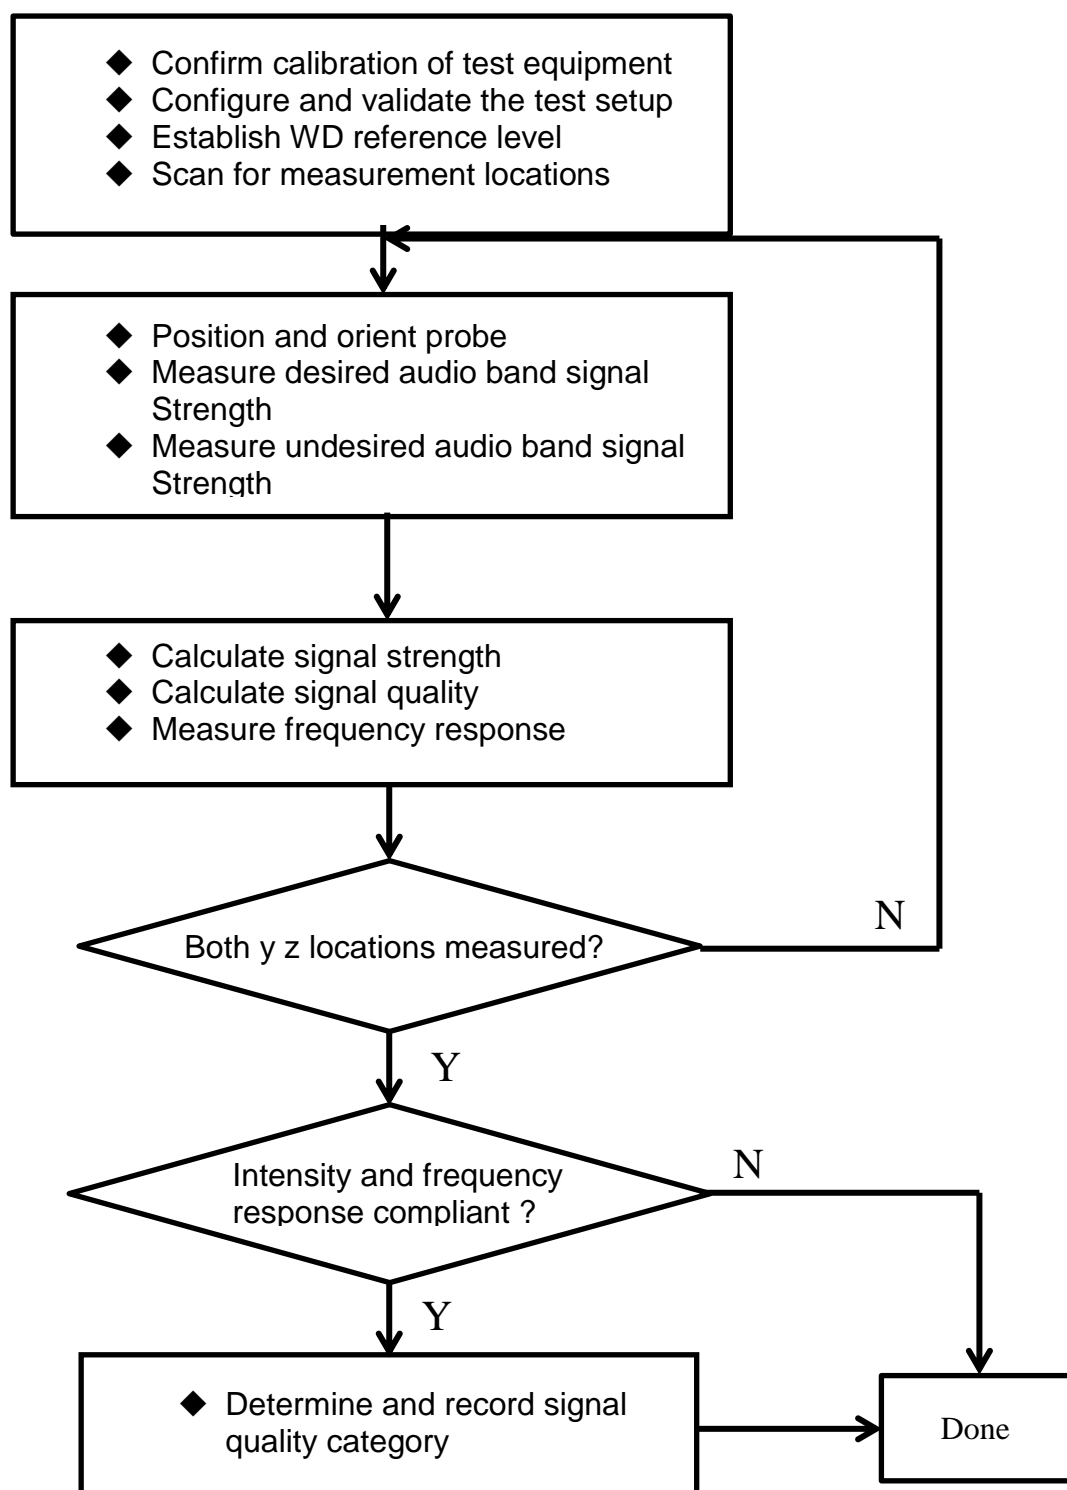 ◆ Confirm calibration of test equipment
◆ Configure and validate the test setup
◆ Establish WD reference level
◆ Scan for measurement locations
◆ Position and orient probe
◆ Measure desired audio band signal
Strength
◆ Measure undesired audio band signal
Strength
◆ Calculate signal strength
◆ Calculate signal quality
◆ Measure frequency response
Both y z locations measured?
N
Y
Intensity and frequency
response compliant ?
N
Y
◆ Determine and record signal
quality category
Done